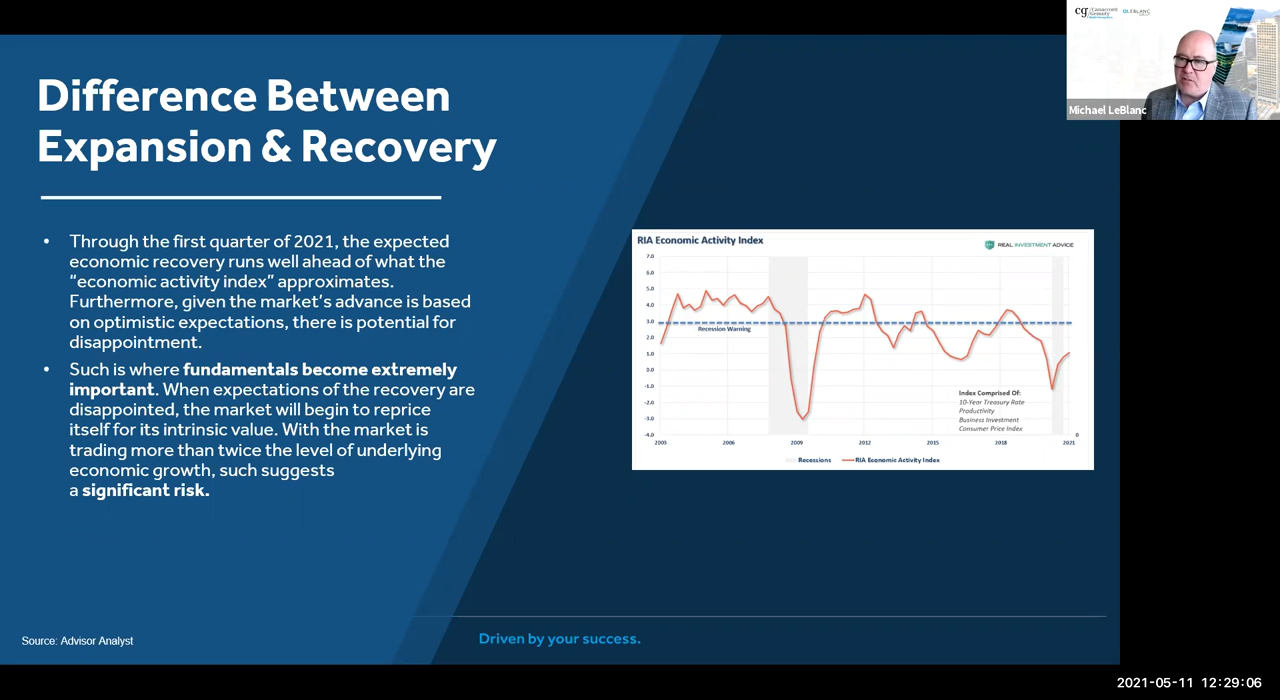 cg/Canaccord
Genuity
LEBLANC
Michael LeBlanc
Difference Between
Expansion & Recovery
• Through the first quarter of 2021, the expected
economic recovery runs well ahead of what the
“economic activity index” approximates.
Furthermore, given the market’s advance is based
on optimistic expectations, there is potential for
disappointment.
• Such is where fundamentals become extremely
important. When expectations of the recovery are
disappointed, the market will begin to reprice
itself for its intrinsic value. With the market is
trading more than twice the level of underlying
economic growth, such suggests
a significant risk.
RIA Economic Activity Index
REAL INVESTMENT ADVICE
7.0
6.0
5.0
4.0
3.0
2.0
1.0
0.0
-1.0
-2.0
-3.0
-4.0
Recession Warning
Index Comprised Of:
10-Year Treasury Rate
Productivity
Business Investment
Consumer Price Index
0
2003 2006 2009 2012 2015 2018 2021
Recessions RIA Economic Activity Index
Source: Advisor Analyst
Driven by your success.
2021-05-11 12:29:06